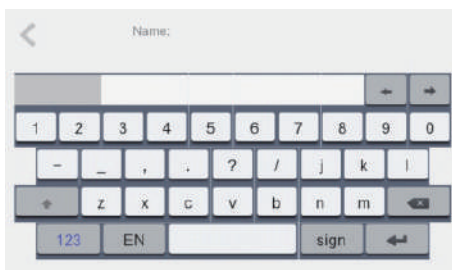 Name:
1 2 3 4 5 6 7 8 9 0
- _ , . ? / j k l
z x c v b n m
123 EN sign